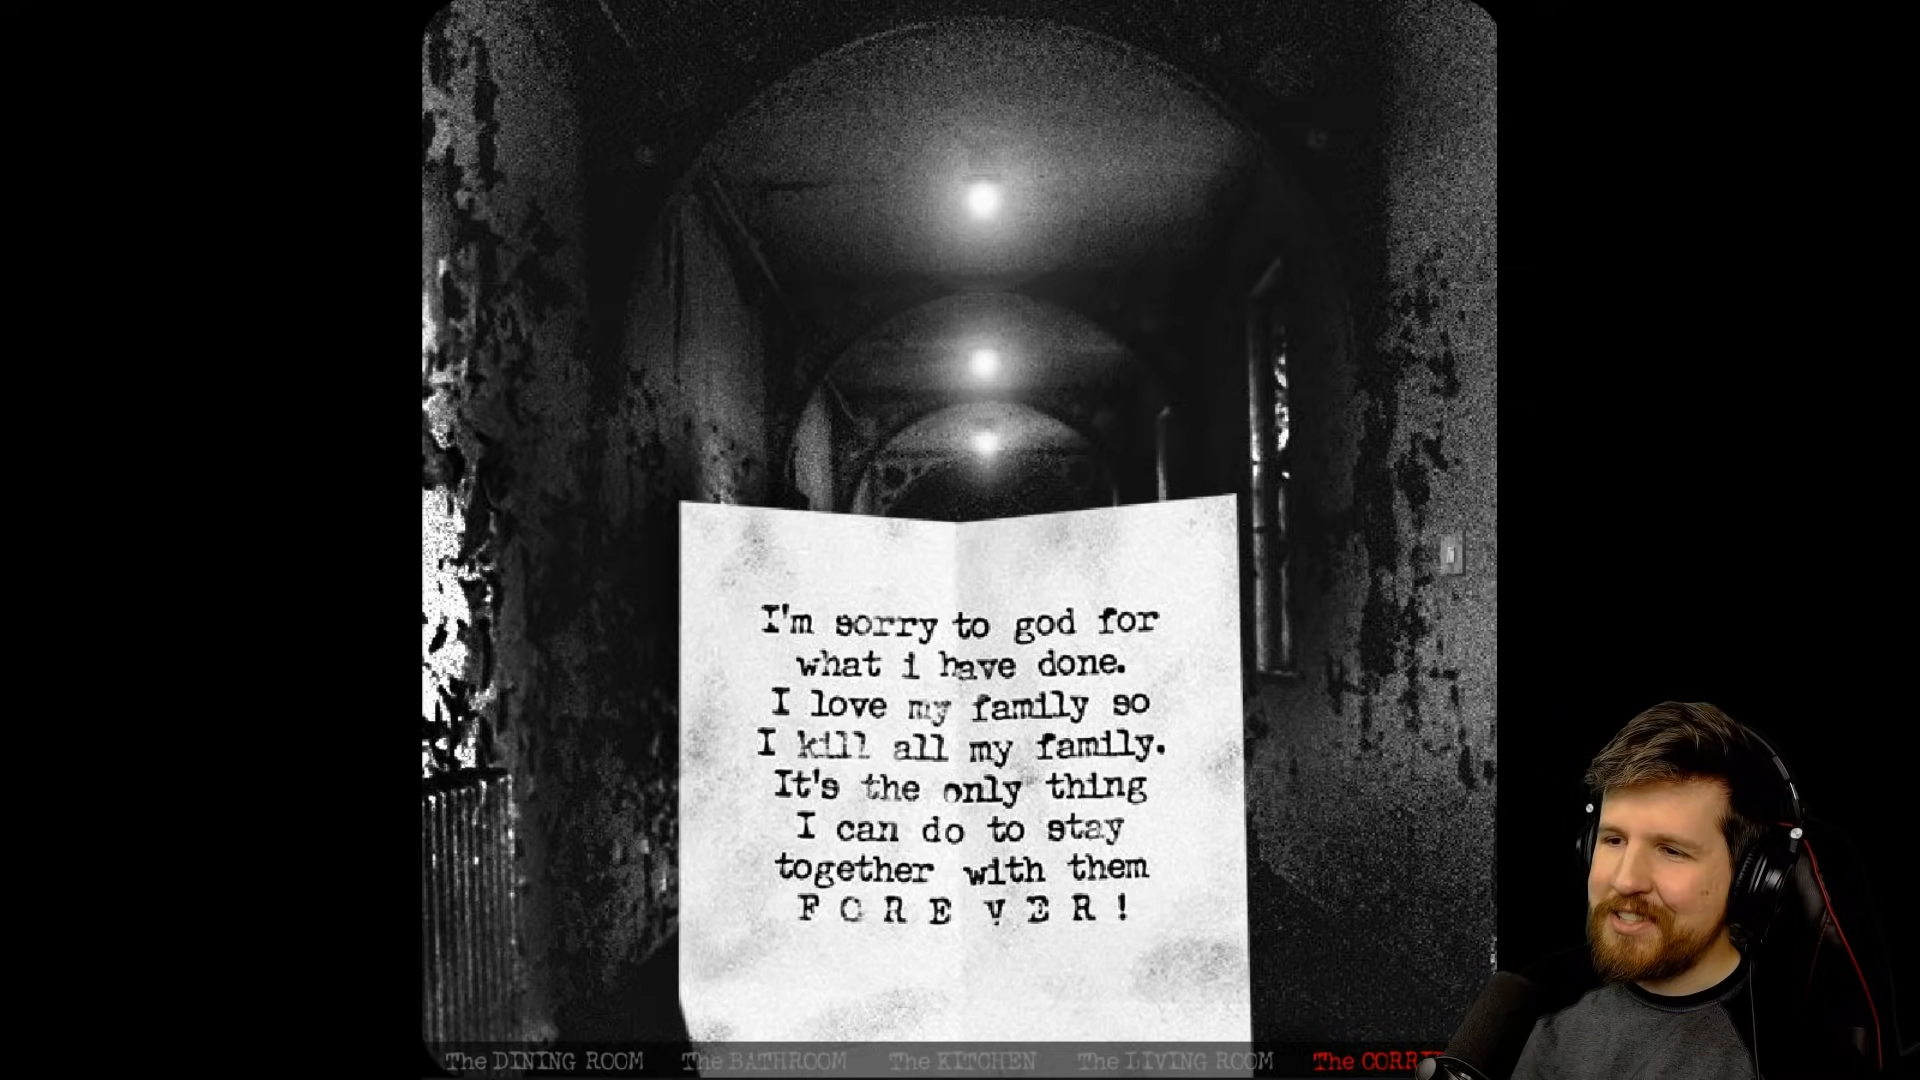 I'm sorry to god for
what i have done.
I love my family so
I kill all my family.
It's the only thing
I can do to stay
together with them
F O R E V E R !
The DINING ROOM The BATHROOM The KITCHEN The LIVING ROOM The